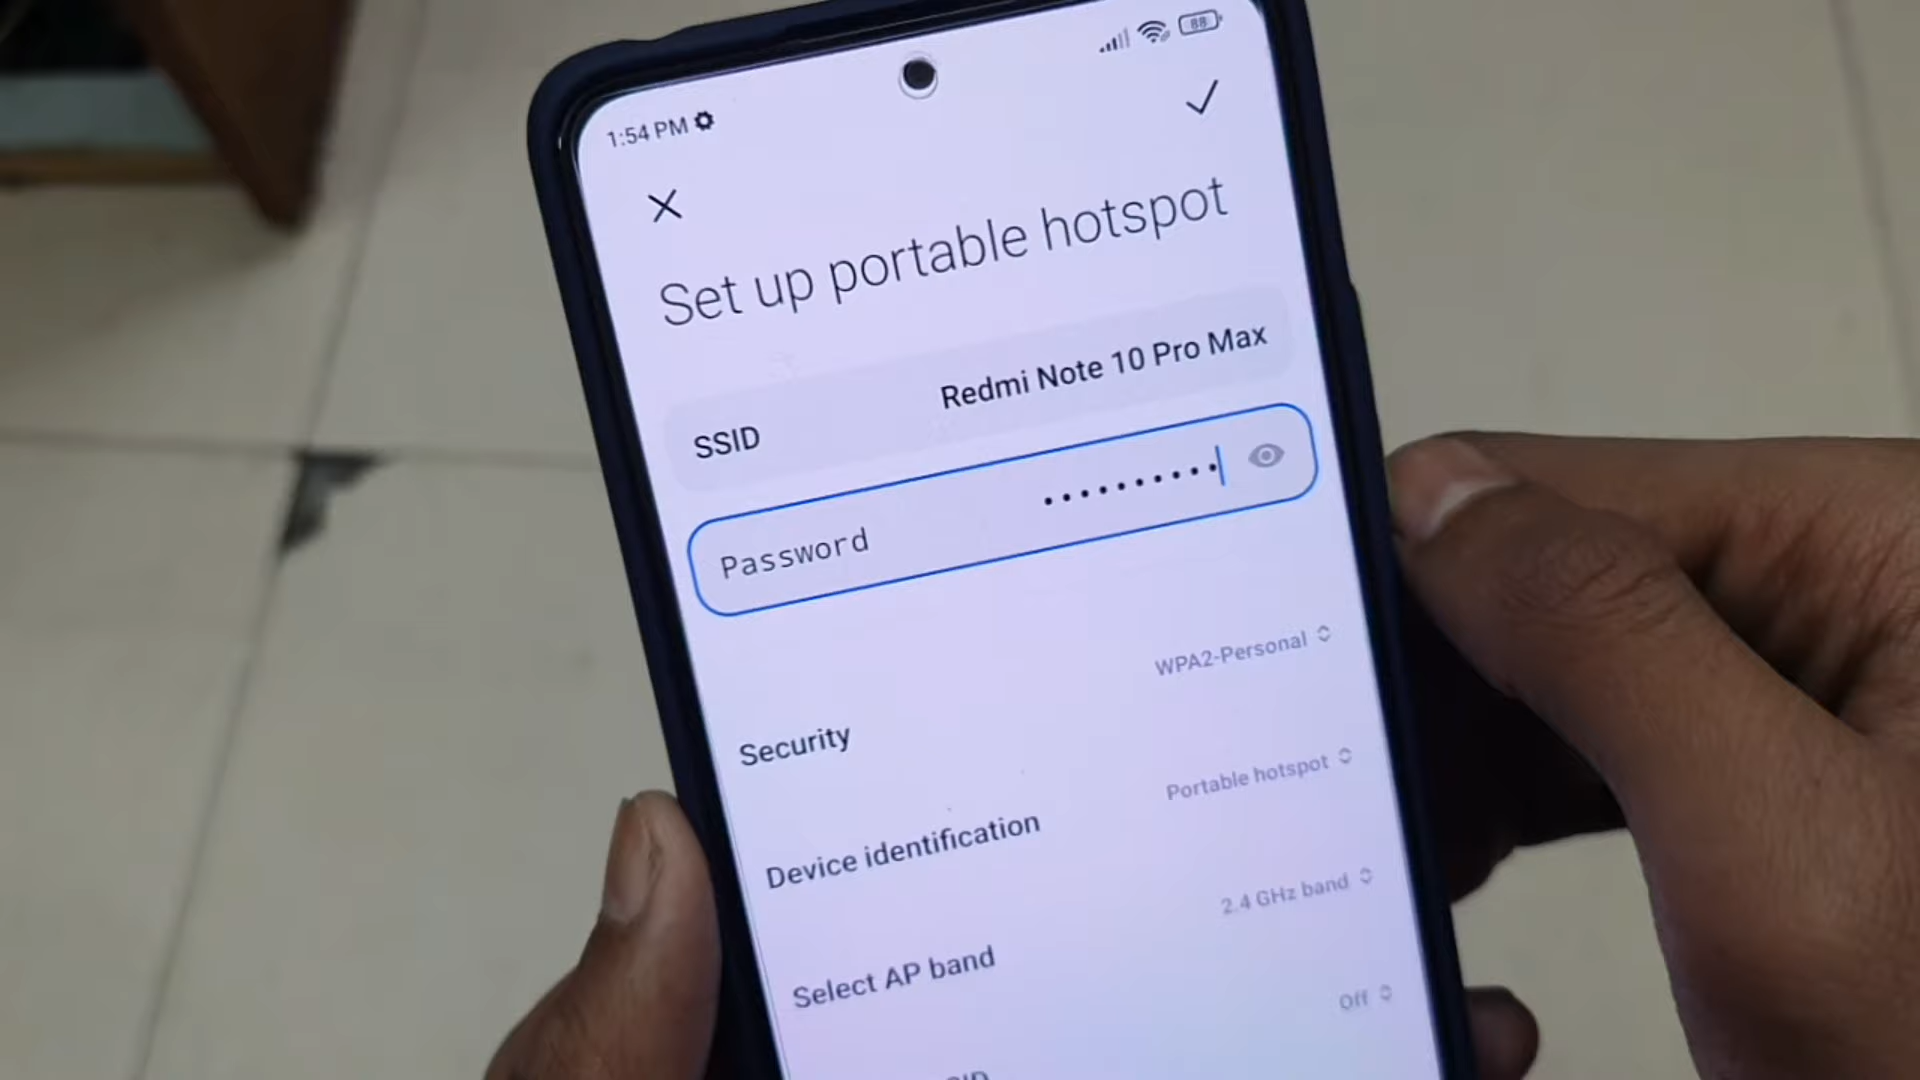 1:54 PM
88
Set up portable hotspot
SSID Redmi Note 10 Pro Max
Password ••••••••••
Security WPA2-Personal
Device identification Portable hotspot
Select AP band 2.4 GHz band
Off